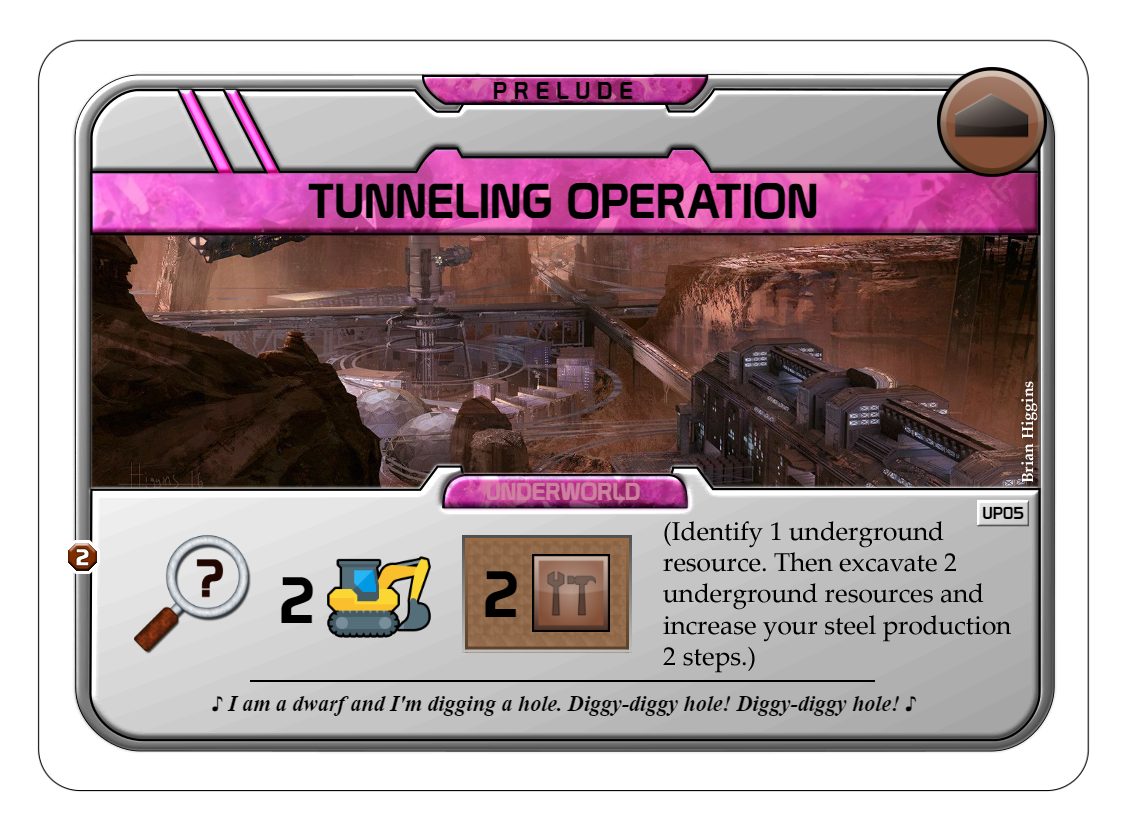 PRELUDE
TUNNELING OPERATION
Brian Higgins
Higgins
UNDERWORLD
UP05
2
?
2
2
(Identify 1 underground
resource. Then excavate 2
underground resources and
increase your steel production
2 steps.)
♪ I am a dwarf and I'm digging a hole. Diggy-diggy hole! Diggy-diggy hole! ♪